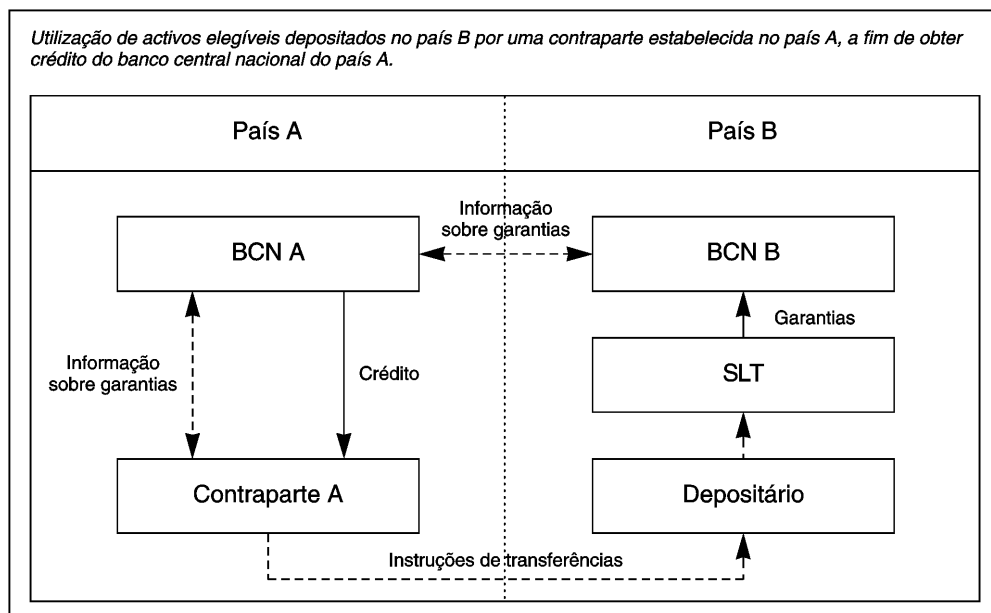 Utilização de activos elegíveis depositados no país B por uma contraparte estabelecida no país A, a fim de obter
crédito do banco central nacional do país A.
País A
País B
Informação
sobre garantias
BCN A
BCN B
Garantias
Informação
sobre garantias
Crédito
SLT
Contraparte A
Depositário
Instruções de transferências